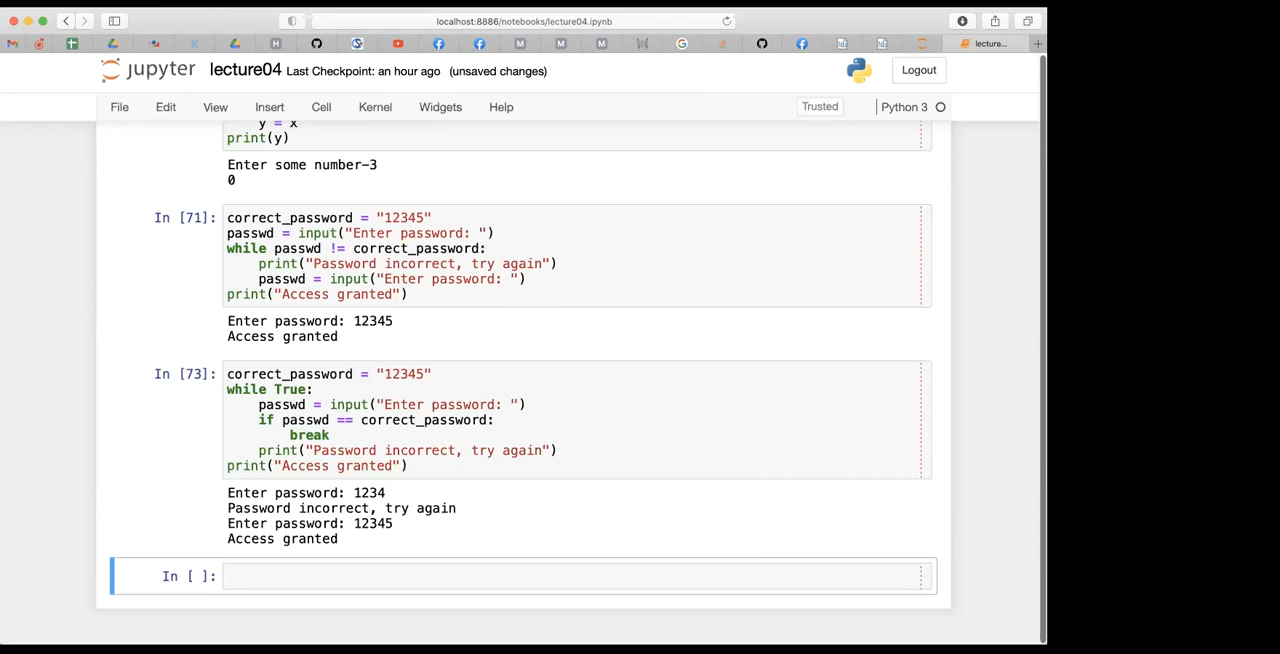 localhost:8886/notebooks/lecture04.ipynb
lecture...
jupyter lecture04 Last Checkpoint: an hour ago (unsaved changes)
Logout
File Edit View Insert Cell Kernel Widgets Help
Trusted
Python 3
y = x
print(y)
Enter some number-3
0
In [71]:
correct_password = "12345"
passwd = input("Enter password: ")
while passwd != correct_password:
    print("Password incorrect, try again")
    passwd = input("Enter password: ")
print("Access granted")
Enter password: 12345
Access granted
In [73]:
correct_password = "12345"
while True:
    passwd = input("Enter password: ")
    if passwd == correct_password:
        break
    print("Password incorrect, try again")
print("Access granted")
Enter password: 1234
Password incorrect, try again
Enter password: 12345
Access granted
In [ ]: